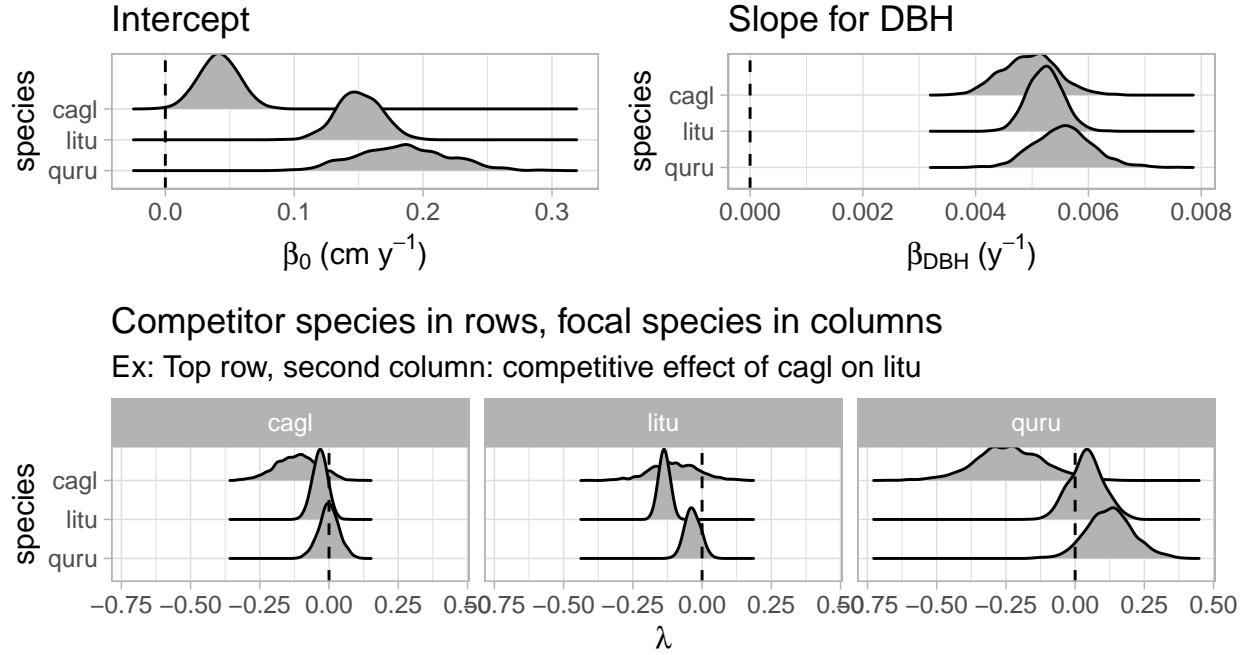 Intercept
species
cagl
litu
quru
0.0 0.1 0.2 0.3
β0 (cm y−1)
Slope for DBH
species
cagl
litu
quru
0.000 0.002 0.004 0.006 0.008
βDBH (y−1)
Competitor species in rows, focal species in columns
Ex: Top row, second column: competitive effect of cagl on litu
cagl litu quru
species
cagl
litu
quru
−0.75 −0.50 −0.25 0.00 0.25 0.50
−0.75 −0.50 −0.25 0.00 0.25 0.50
−0.75 −0.50 −0.25 0.00 0.25 0.50
λ